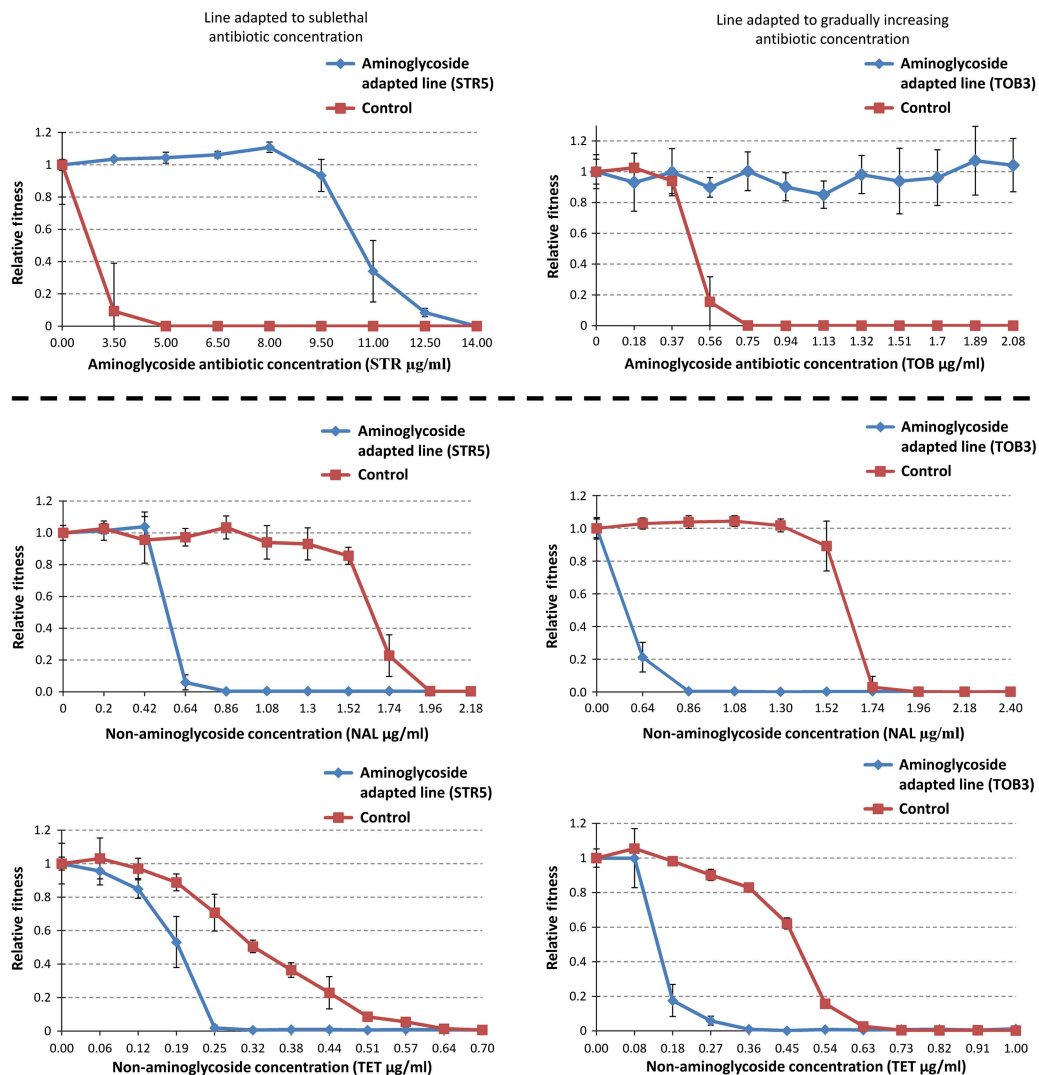 Line adapted to sublethal
antibiotic concentration
Aminoglycoside
adapted line (STR5)
Control
Relative fitness
1.2
1
0.8
0.6
0.4
0.2
0
0.00 3.50 5.00 6.50 8.00 9.50 11.00 12.50 14.00
Aminoglycoside antibiotic concentration (STR µg/ml)
Line adapted to gradually increasing
antibiotic concentration
Aminoglycoside
adapted line (TOB3)
Control
Relative fitness
1.2
1
0.8
0.6
0.4
0.2
0
0 0.18 0.37 0.56 0.75 0.94 1.13 1.32 1.51 1.7 1.89 2.08
Aminoglycoside antibiotic concentration (TOB µg/ml)
Aminoglycoside
adapted line (STR5)
Control
Relative fitness
1.2
1.0
0.8
0.6
0.4
0.2
0.0
0 0.2 0.42 0.64 0.86 1.08 1.3 1.52 1.74 1.96 2.18
Non-aminoglycoside concentration (NAL µg/ml)
Aminoglycoside
adapted line (TOB3)
Control
Relative fitness
1.2
1.0
0.8
0.6
0.4
0.2
0.0
0.00 0.64 0.86 1.08 1.30 1.52 1.74 1.96 2.18 2.40
Non-aminoglycoside concentration (NAL µg/ml)
Aminoglycoside
adapted line (STR5)
Control
Relative fitness
1.2
1
0.8
0.6
0.4
0.2
0
0.00 0.06 0.12 0.19 0.25 0.32 0.38 0.44 0.51 0.57 0.64 0.70
Non-aminoglycoside concentration (TET µg/ml)
Aminoglycoside
adapted line (TOB3)
Control
Relative fitness
1.2
1
0.8
0.6
0.4
0.2
0
0.00 0.08 0.18 0.27 0.36 0.45 0.54 0.63 0.73 0.82 0.91 1.00
Non-aminoglycoside concentration (TET µg/ml)